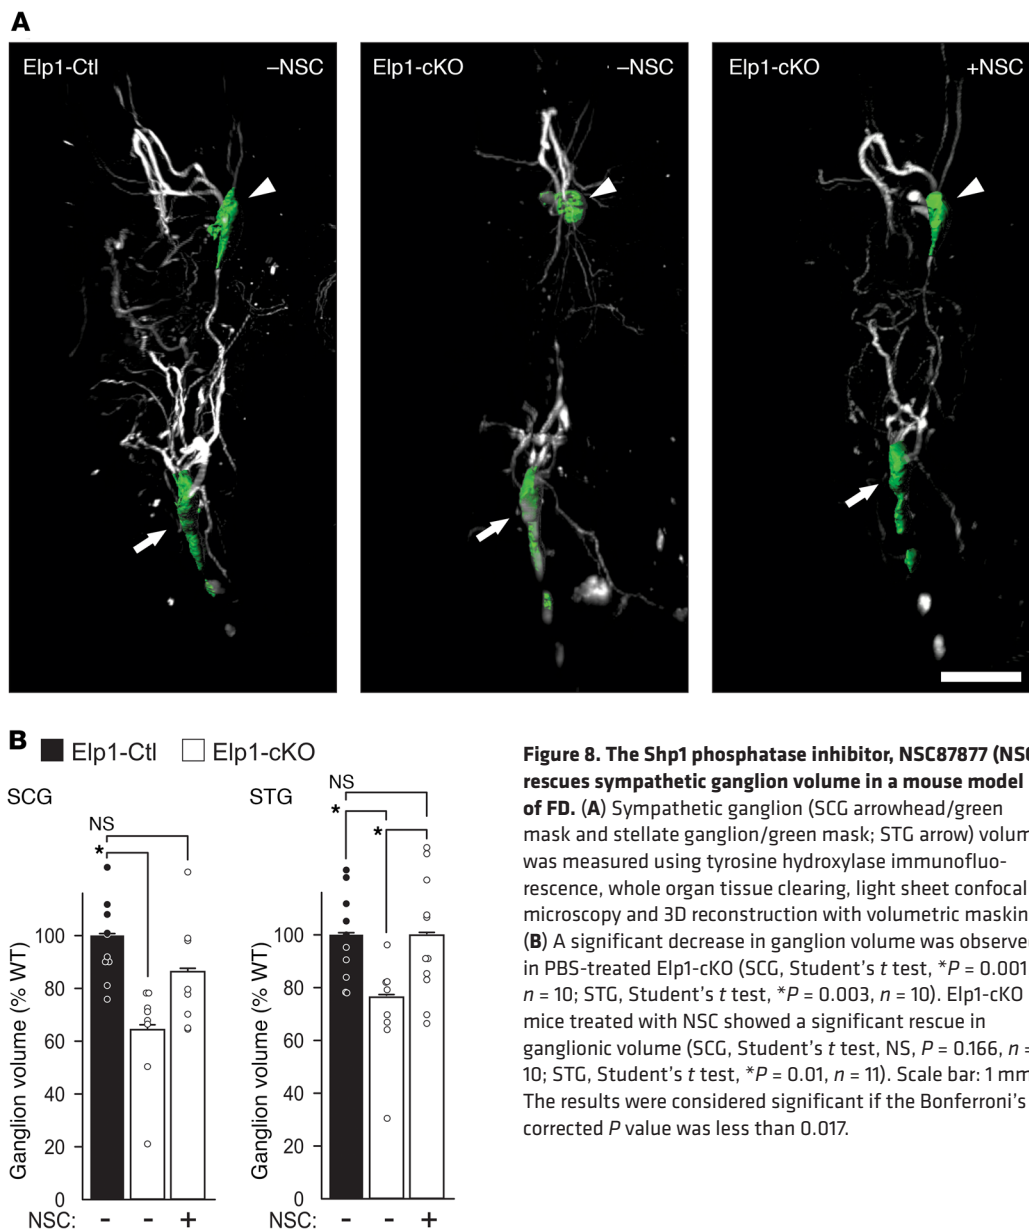 A
Elp1-Ctl –NSC
Elp1-cKO –NSC
Elp1-cKO +NSC
B
Elp1-Ctl Elp1-cKO
SCG
NS
*
Ganglion volume (% WT)
100
80
60
40
20
0
NSC: - - +
STG
NS
*
*
Ganglion volume (% WT)
100
80
60
40
20
0
- - +
Figure 8. The Shp1 phosphatase inhibitor, NSC87877 (NSC
rescues sympathetic ganglion volume in a mouse model
of FD. (A) Sympathetic ganglion (SCG arrowhead/green
mask and stellate ganglion/green mask; STG arrow) volum
was measured using tyrosine hydroxylase immunofluo-
rescence, whole organ tissue clearing, light sheet confocal
microscopy and 3D reconstruction with volumetric maskin
(B) A significant decrease in ganglion volume was observe
in PBS-treated Elp1-cKO (SCG, Student's t test, *P = 0.001
n = 10; STG, Student's t test, *P = 0.003, n = 10). Elp1-cKO
mice treated with NSC showed a significant rescue in
ganglionic volume (SCG, Student's t test, NS, P = 0.166, n =
10; STG, Student's t test, *P = 0.01, n = 11). Scale bar: 1 mm
The results were considered significant if the Bonferroni's
corrected P value was less than 0.017.